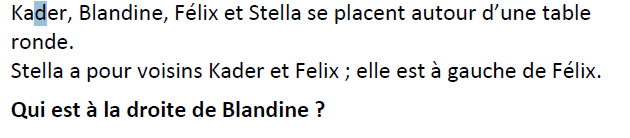 Kader, Blandine, Félix et Stella se placent autour d’une table
ronde.
Stella a pour voisins Kader et Felix ; elle est à gauche de Félix.
Qui est à la droite de Blandine ?